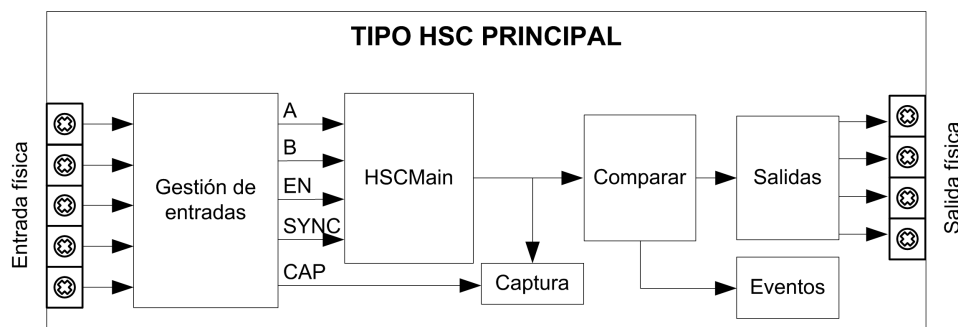 TIPO HSC PRINCIPAL
Entrada física
Gestión de
entradas
A
B
EN
SYNC
CAP
HSCMain
Captura
Comparar
Salidas
Eventos
Salida física